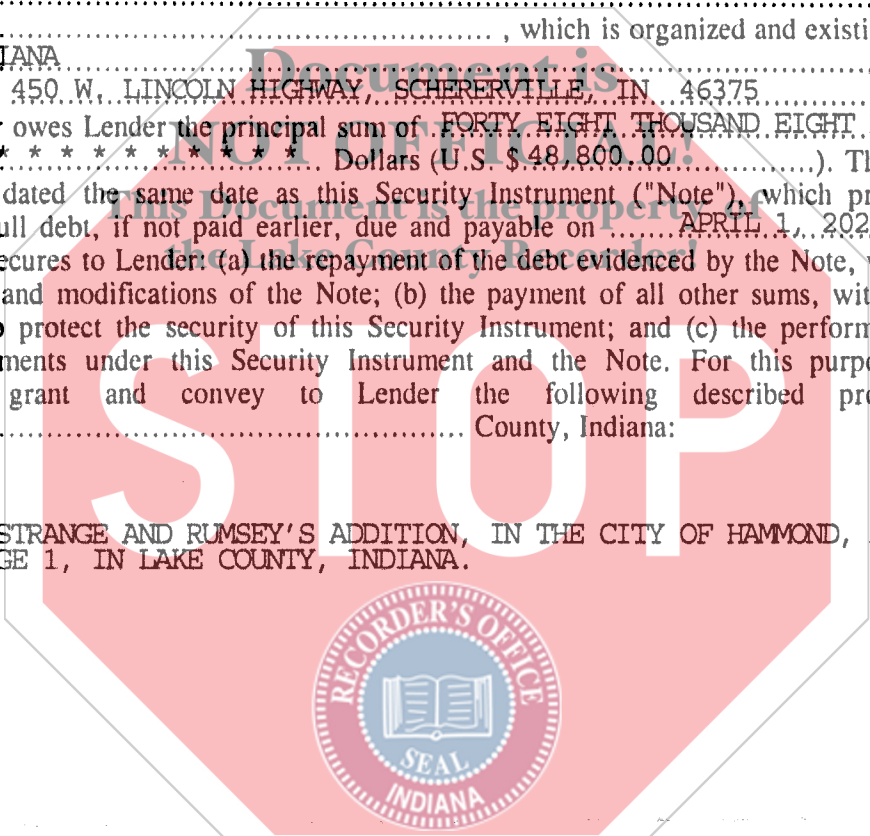 , which is organized and existi
IANA
450 W. LINCOLN HIGHWAY, SCHERERVILLE, IN 46375
owes Lender the principal sum of FORTY EIGHT THOUSAND EIGHT
* * * * * * * * * * * Dollars (U.S. $ 48,800.00 ). Th
dated the same date as this Security Instrument ("Note"), which pr
ull debt, if not paid earlier, due and payable on APRIL 1, 202
ecures to Lender: (a) the repayment of the debt evidenced by the Note,
and modifications of the Note; (b) the payment of all other sums, wit
o protect the security of this Security Instrument; and (c) the perform
ments under this Security Instrument and the Note. For this purpo
grant and convey to Lender the following described pro
County, Indiana:
STRANGE AND RUMSEY'S ADDITION, IN THE CITY OF HAMMOND,
GE 1, IN LAKE COUNTY, INDIANA.
Document is
NOT OFFICIAL!
This Document is the property of
the Lake County Recorder!
STOP
RECORDER'S OFFICE
SEAL
INDIANA